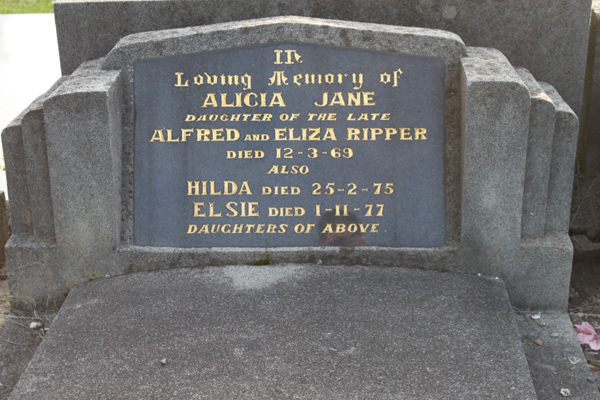 In
Loving Memory of
ALICIA JANE
DAUGHTER OF THE LATE
ALFRED AND ELIZA RIPPER
DIED 12-3-69
ALSO
HILDA DIED 25-2-75
ELSIE DIED 1-11-77
DAUGHTERS OF ABOVE.